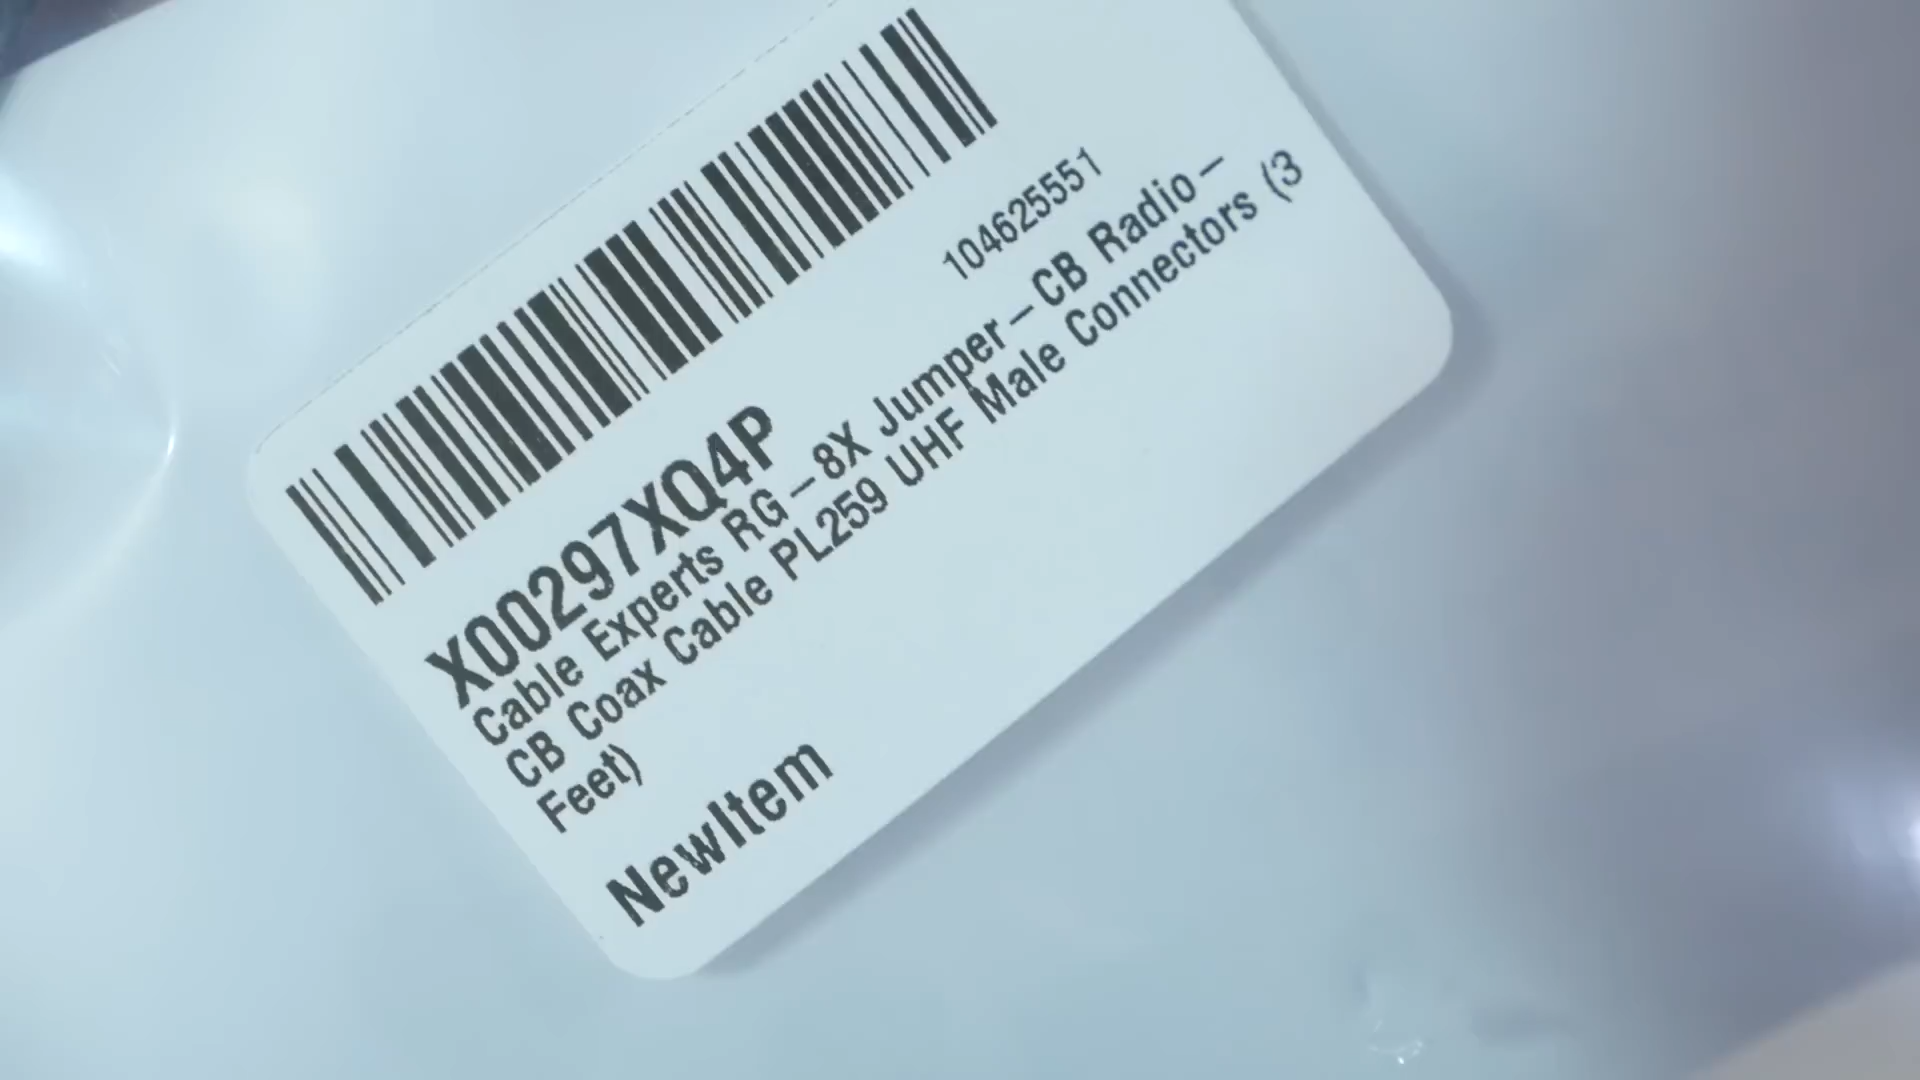 104625551
X00297XQ4P
Cable Experts RG-8X Jumper-CB Radio-
CB Coax Cable PL259 UHF Male Connectors (3
Feet)
NewItem